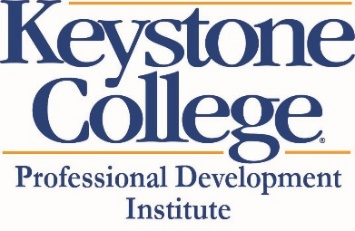 Keystone
College®
Professional Development
Institute